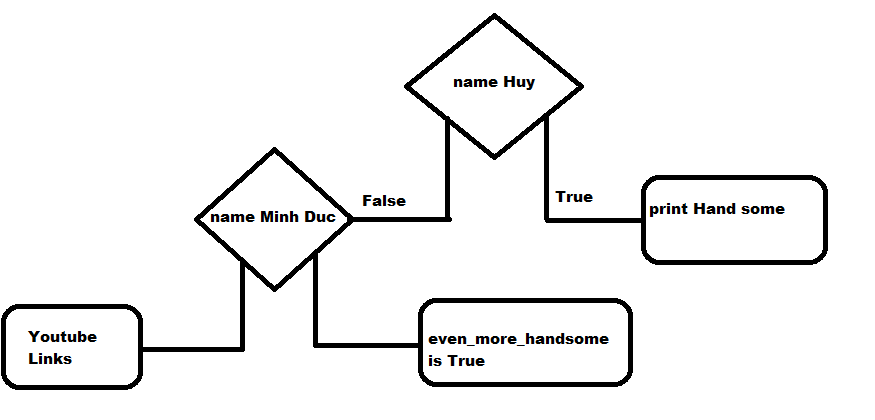 name Huy
False
True
print Hand some
name Minh Duc
Youtube
Links
even_more_handsome
is True